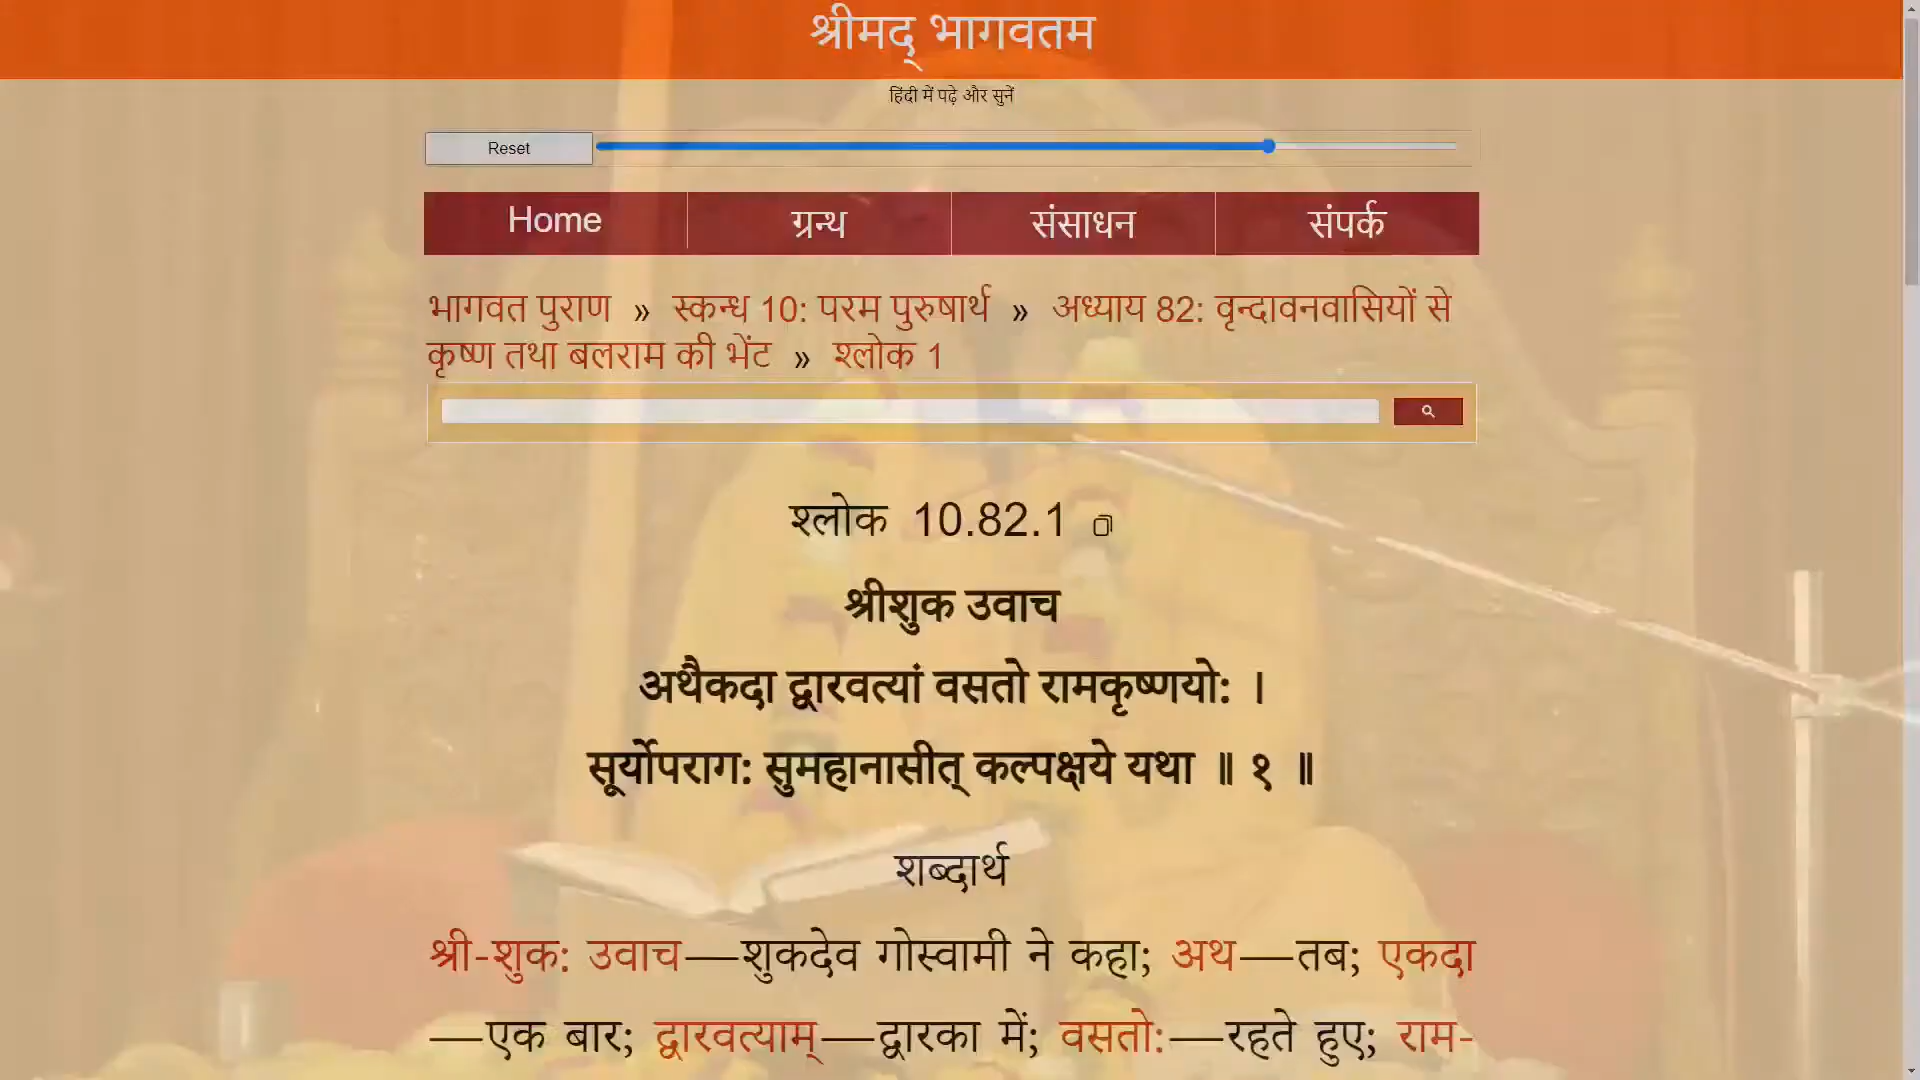 श्रीमद् भागवतम
हिंदी में पढ़े और सुनें
Reset
Home ग्रन्थ संसाधन संपर्क
भागवत पुराण » स्कन्ध 10: परम पुरुषार्थ » अध्याय 82: वृन्दावनवासियों से
कृष्ण तथा बलराम की भेंट » श्लोक 1
श्लोक 10.82.1
श्रीशुक उवाच
अथैकदा द्वारवत्यां वसतो रामकृष्णयो: ।
सूर्योपराग: सुमहानासीत् कल्पक्षये यथा ॥ १ ॥
शब्दार्थ
श्री-शुक: उवाच—शुकदेव गोस्वामी ने कहा; अथ—तब; एकदा
—एक बार; द्वारवत्याम्—द्वारका में; वसतो:—रहते हुए; राम-